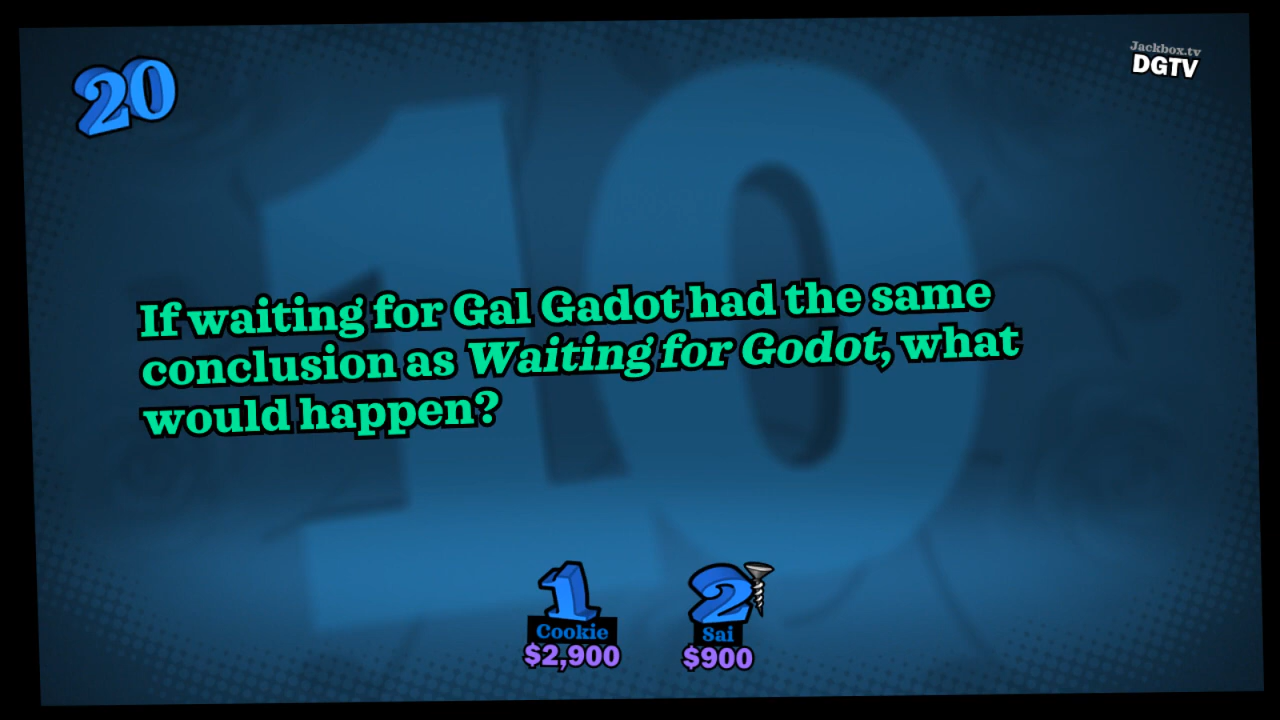 20
Jackbox.tv
DGTV
10
If waiting for Gal Gadot had the same
conclusion as Waiting for Godot, what
would happen?
1
2
Cookie
Sai
$2,900
$900